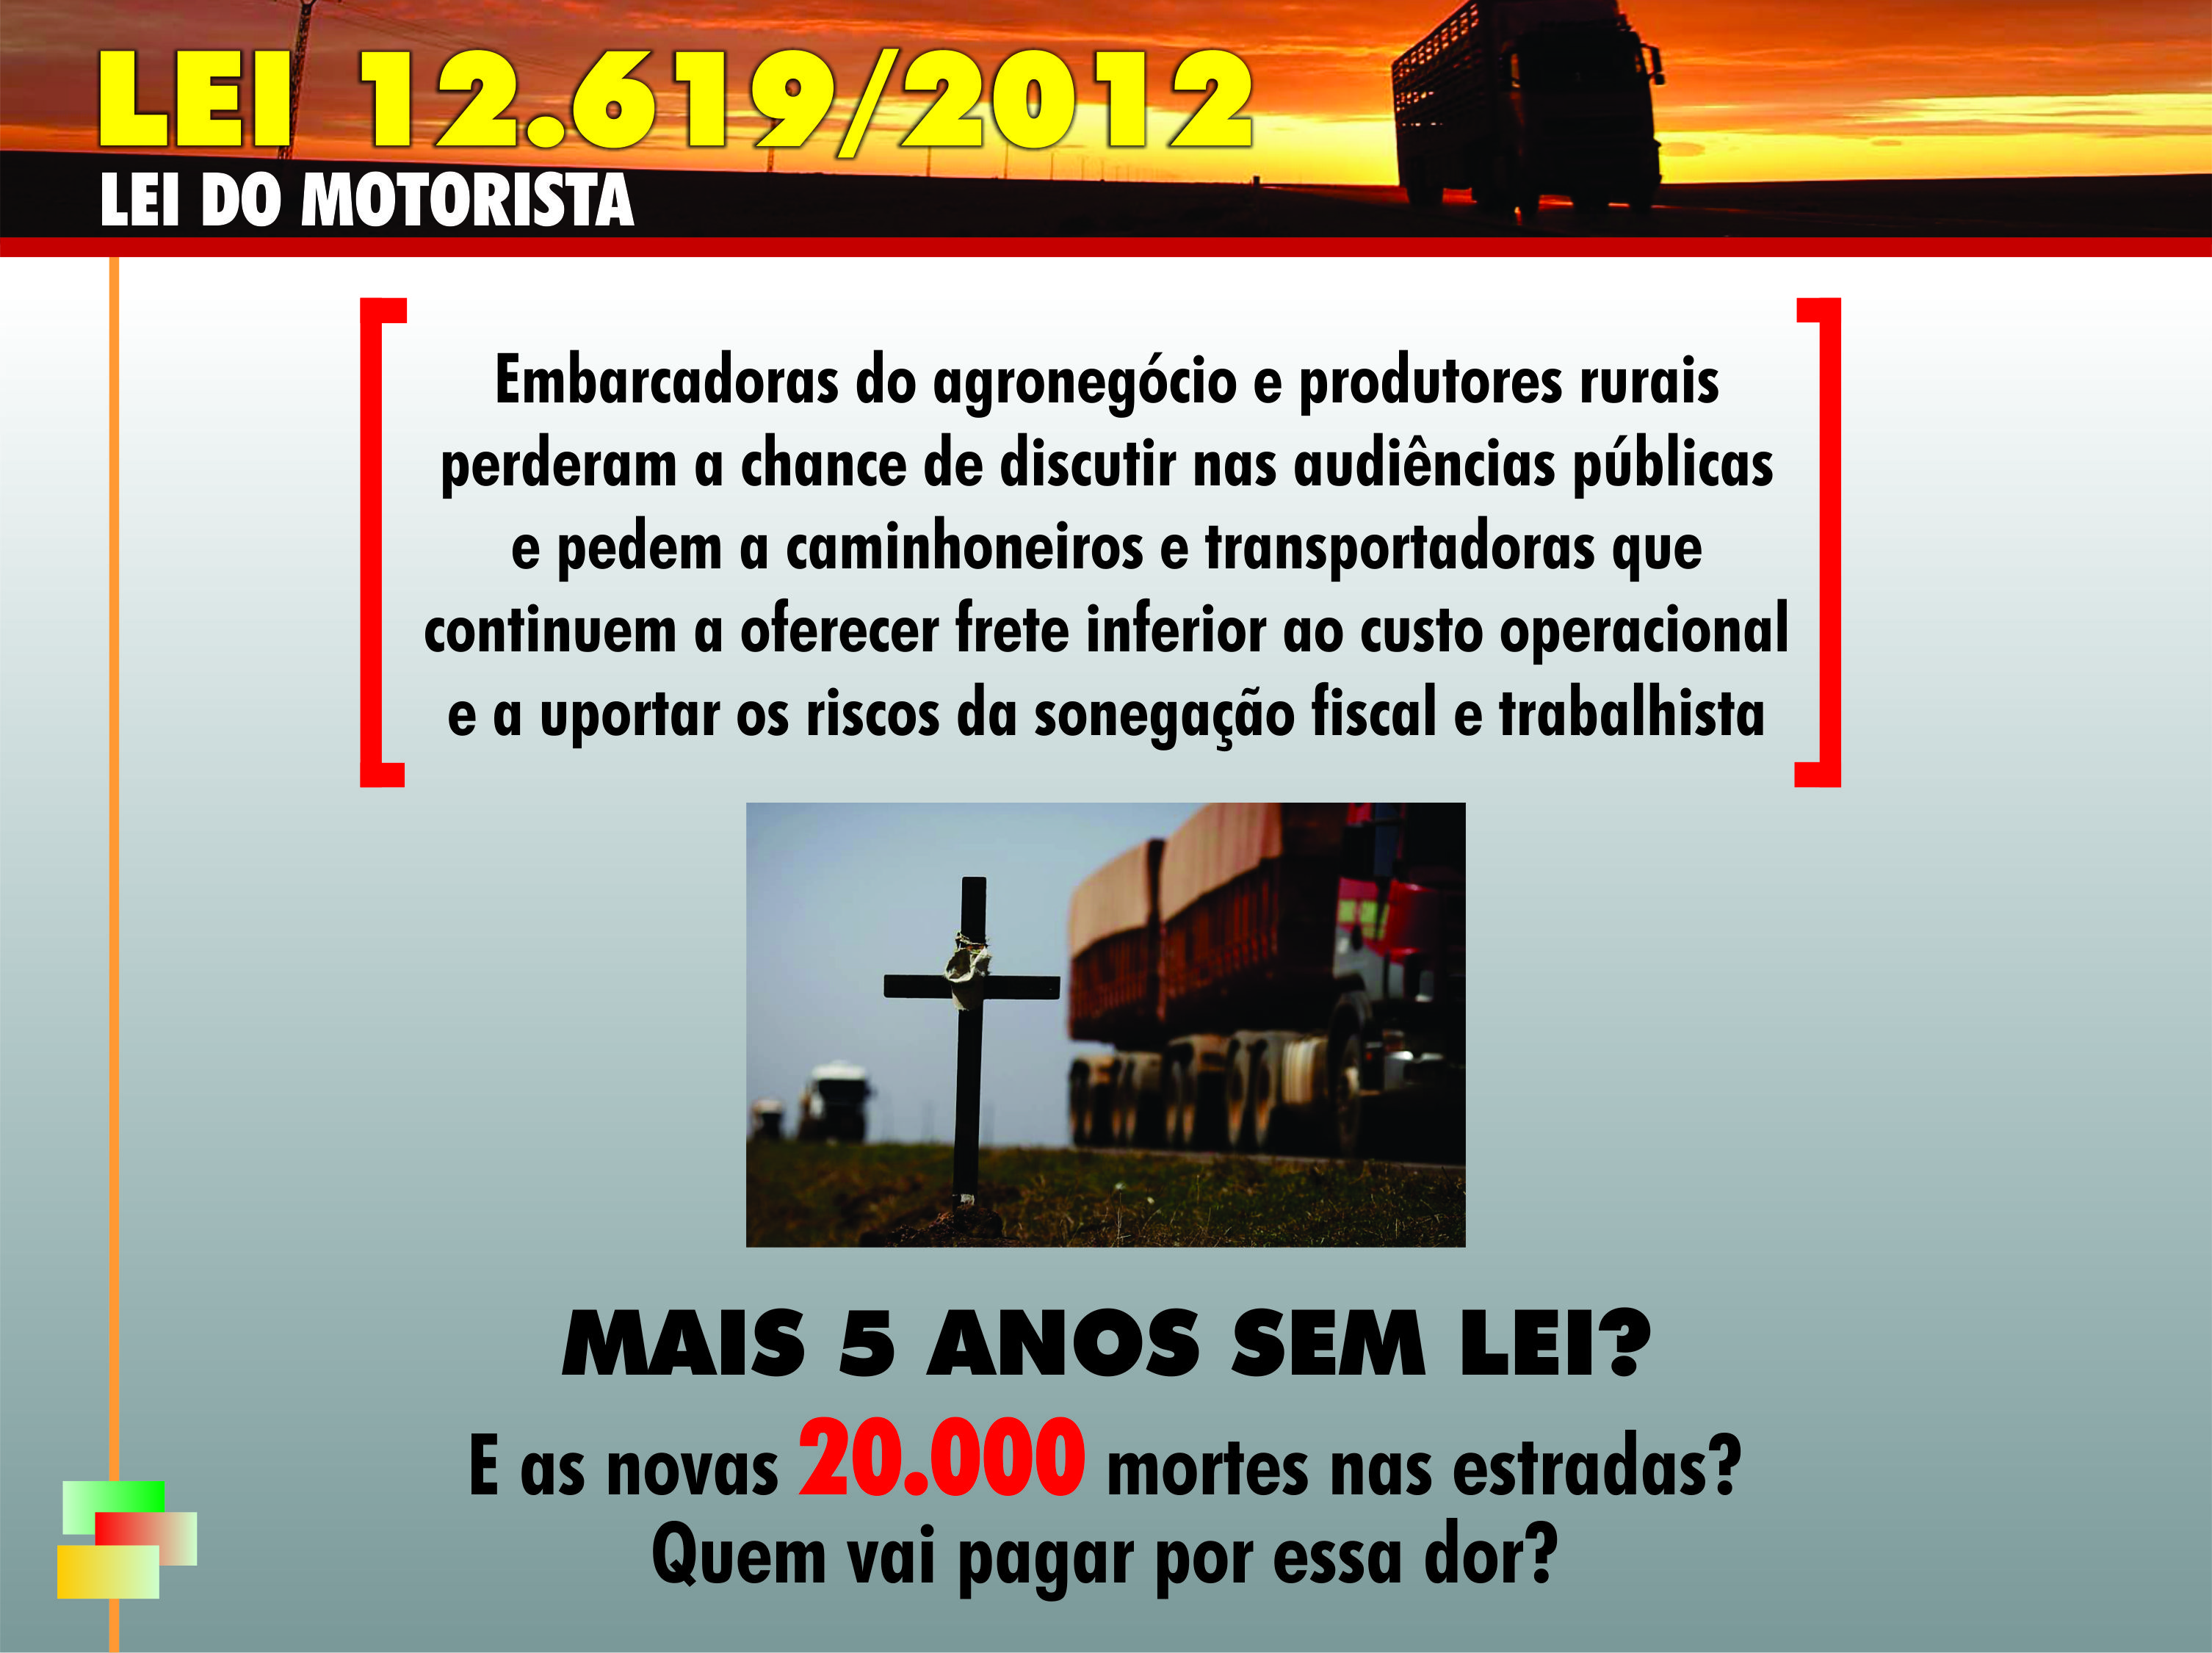 LEI 12.619/2012
LEI DO MOTORISTA
Embarcadoras do agronegócio e produtores rurais
perderam a chance de discutir nas audiências públicas
e pedem a caminhoneiros e transportadoras que
continuem a oferecer frete inferior ao custo operacional
e a uportar os riscos da sonegação fiscal e trabalhista
MAIS 5 ANOS SEM LEI?
E as novas 20.000 mortes nas estradas?
Quem vai pagar por essa dor?